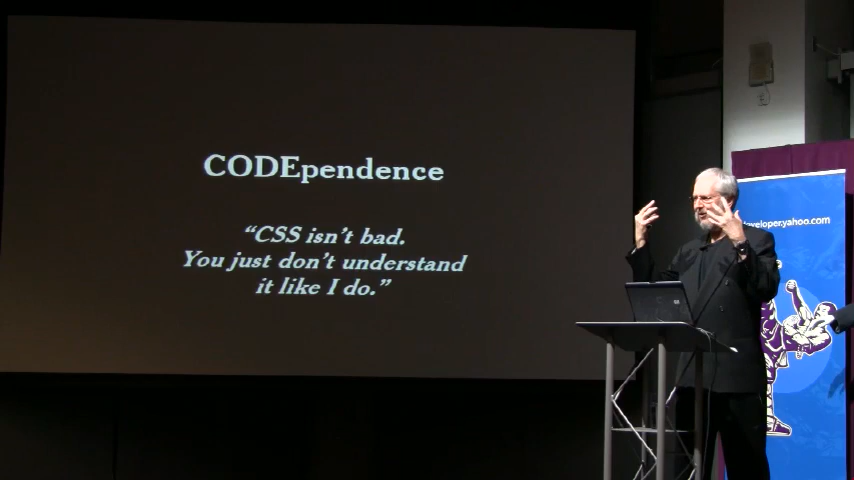 CODEpendence
“CSS isn’t bad.
You just don’t understand
it like I do.”
developer.yahoo.com